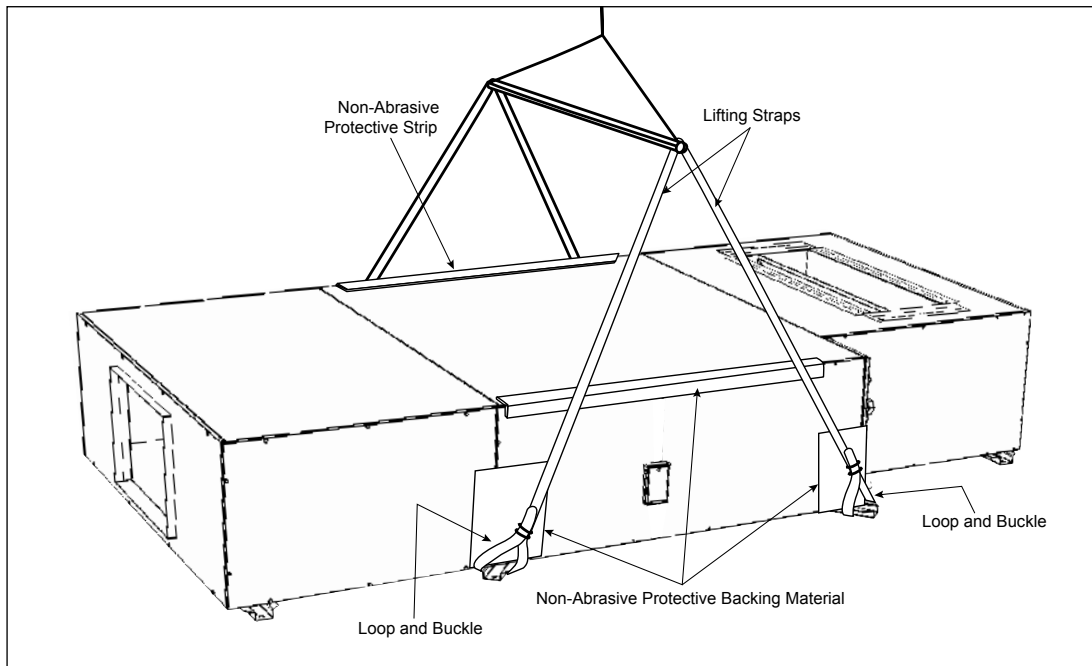 Non-Abrasive
Protective Strip
Lifting Straps
Loop and Buckle
Non-Abrasive Protective Backing Material
Loop and Buckle